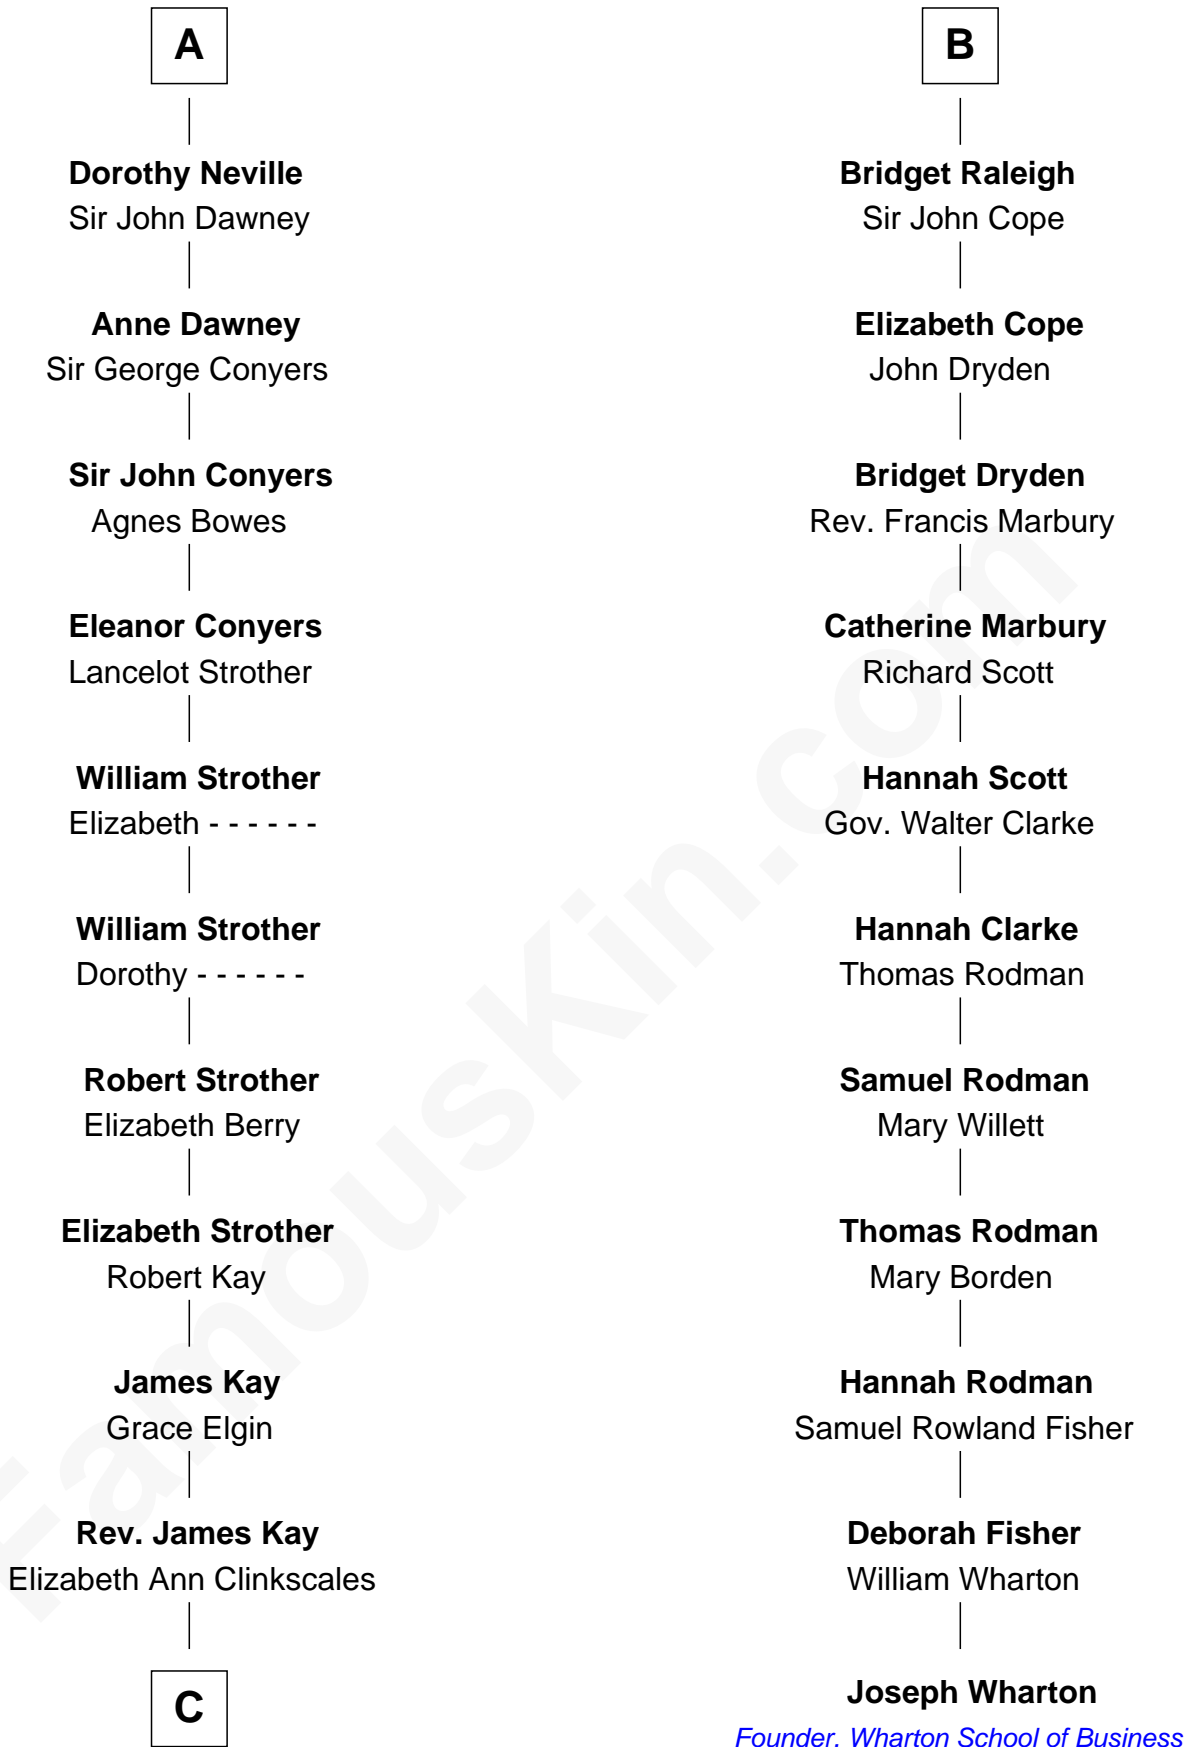 A
Dorothy Neville
Sir John Dawney
Anne Dawney
Sir George Conyers
Sir John Conyers
Agnes Bowes
Eleanor Conyers
Lancelot Strother
William Strother
Elizabeth - - - - - -
William Strother
Dorothy - - - - - -
Robert Strother
Elizabeth Berry
Elizabeth Strother
Robert Kay
James Kay
Grace Elgin
Rev. James Kay
Elizabeth Ann Clinkscales
C
B
Bridget Raleigh
Sir John Cope
Elizabeth Cope
John Dryden
Bridget Dryden
Rev. Francis Marbury
Catherine Marbury
Richard Scott
Hannah Scott
Gov. Walter Clarke
Hannah Clarke
Thomas Rodman
Samuel Rodman
Mary Willett
Thomas Rodman
Mary Borden
Hannah Rodman
Samuel Rowland Fisher
Deborah Fisher
William Wharton
Joseph Wharton
Founder, Wharton School of Business
FamousKin.com